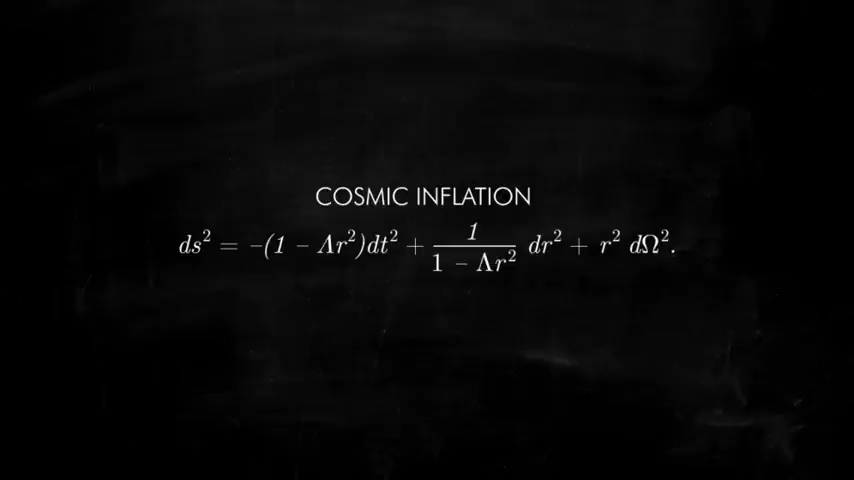 COSMIC INFLATION
ds² = –(1 – Λr²)dt² + 1/(1 – Λr²) dr² + r² dΩ².